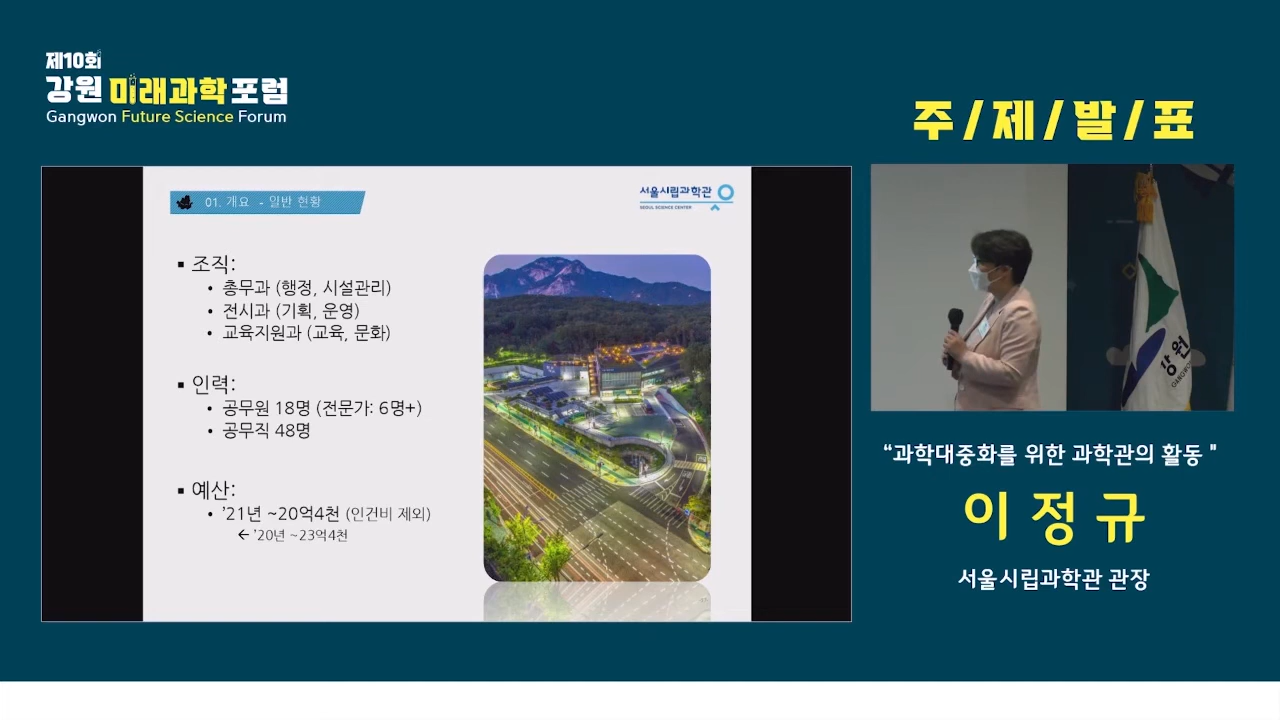 제10회
강원 미래과학포럼
Gangwon Future Science Forum
주/제/발/표
01. 개요 - 일반 현황
서울시립과학관
SEOUL SCIENCE CENTER
▪ 조직:
• 총무과 (행정, 시설관리)
• 전시과 (기획, 운영)
• 교육지원과 (교육, 문화)
▪ 인력:
• 공무원 18명 (전문가: 6명+)
• 공무직 48명
▪ 예산:
• ’21년 ~20억4천 (인건비 제외)
← ’20년 ~23억4천
강원
“과학대중화를 위한 과학관의 활동 "
이 정 규
서울시립과학관 관장